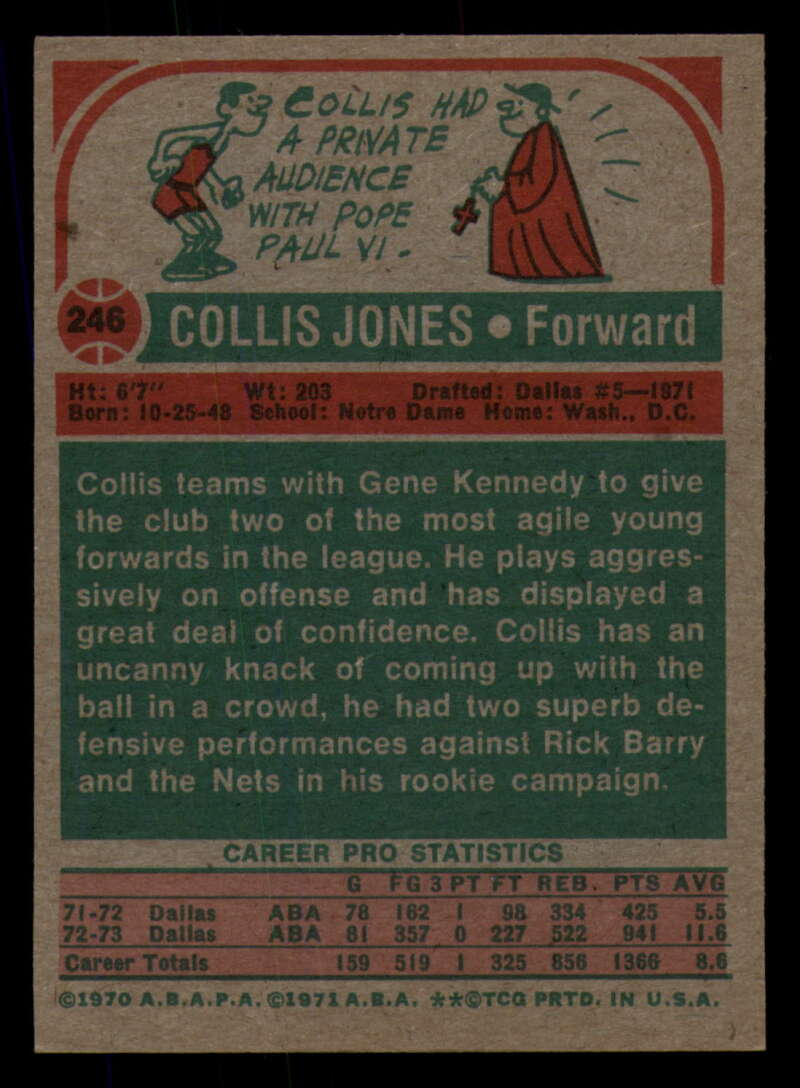 COLLIS HAD
A PRIVATE
AUDIENCE
WITH POPE
PAUL VI.
246 COLLIS JONES • Forward
Ht: 6'7" Wt: 203 Drafted: Dallas #5—1971
Born: 10-25-48 School: Notre Dame Home: Wash., D.C.
Collis teams with Gene Kennedy to give
the club two of the most agile young
forwards in the league. He plays aggres-
sively on offense and has displayed a
great deal of confidence. Collis has an
uncanny knack of coming up with the
ball in a crowd, he had two superb de-
fensive performances against Rick Barry
and the Nets in his rookie campaign.
CAREER PRO STATISTICS
G FG 3 PT FT REB. PTS AVG
71-72 Dallas ABA 78 162 1 98 334 425 5.5
72-73 Dallas ABA 81 357 0 227 522 941 11.6
Career Totals 159 519 1 325 856 1366 8.6
©1970 A.B.A.P.A. ©1971 A.B.A. **©TCG PRTD. IN U.S.A.